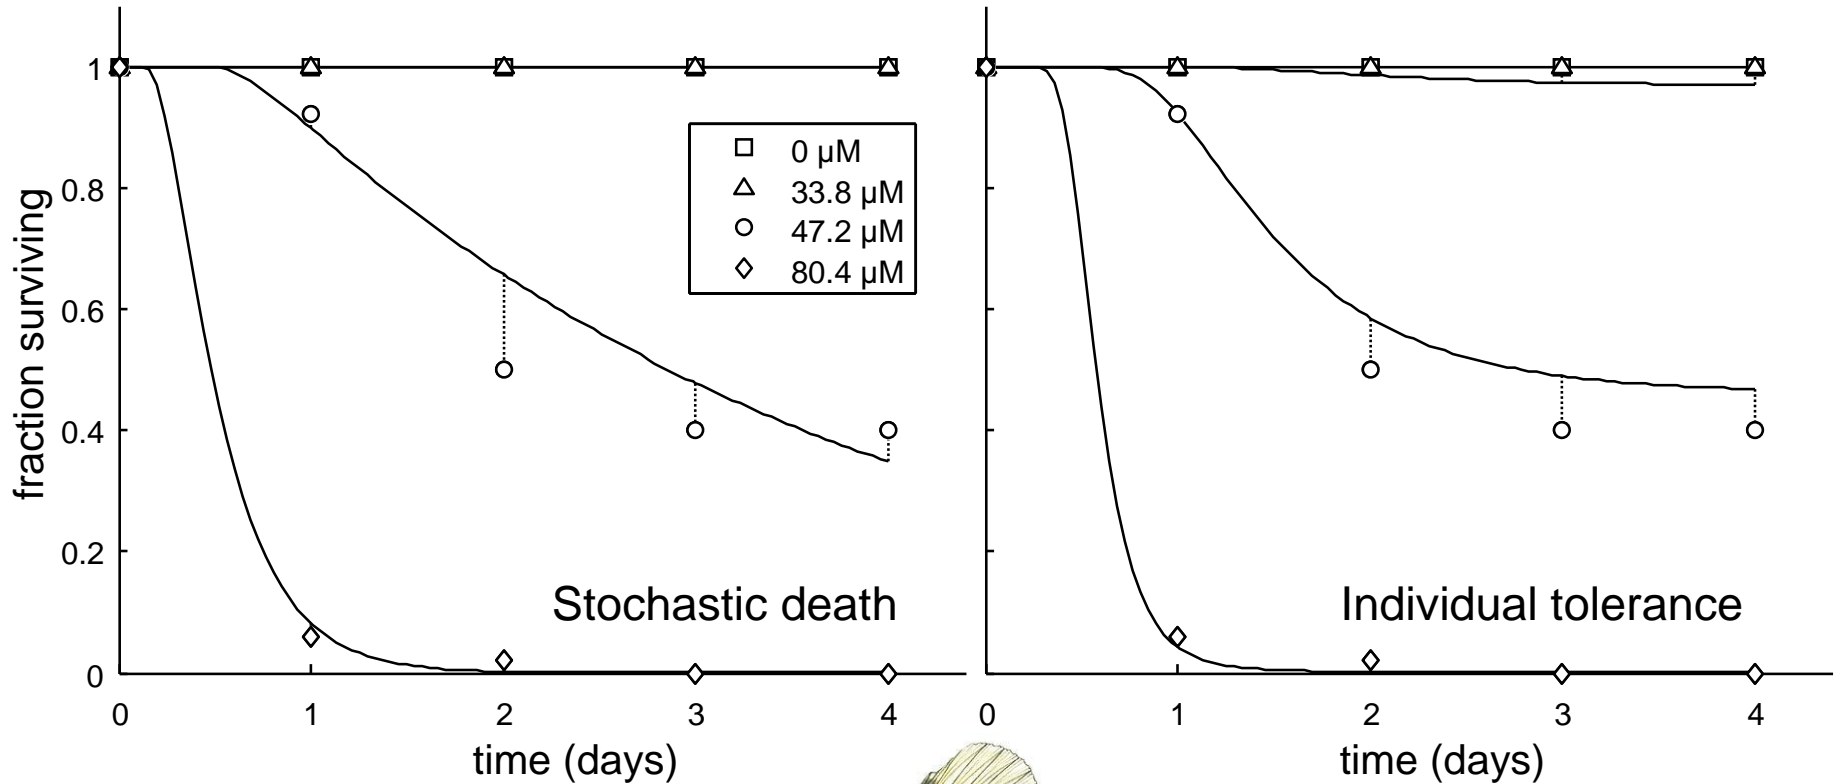 fraction surviving
1
0.8
0.6
0.4
0.2
0
0 µM
33.8 µM
47.2 µM
80.4 µM
Stochastic death
0 1 2 3 4
time (days)
Individual tolerance
0 1 2 3 4
time (days)